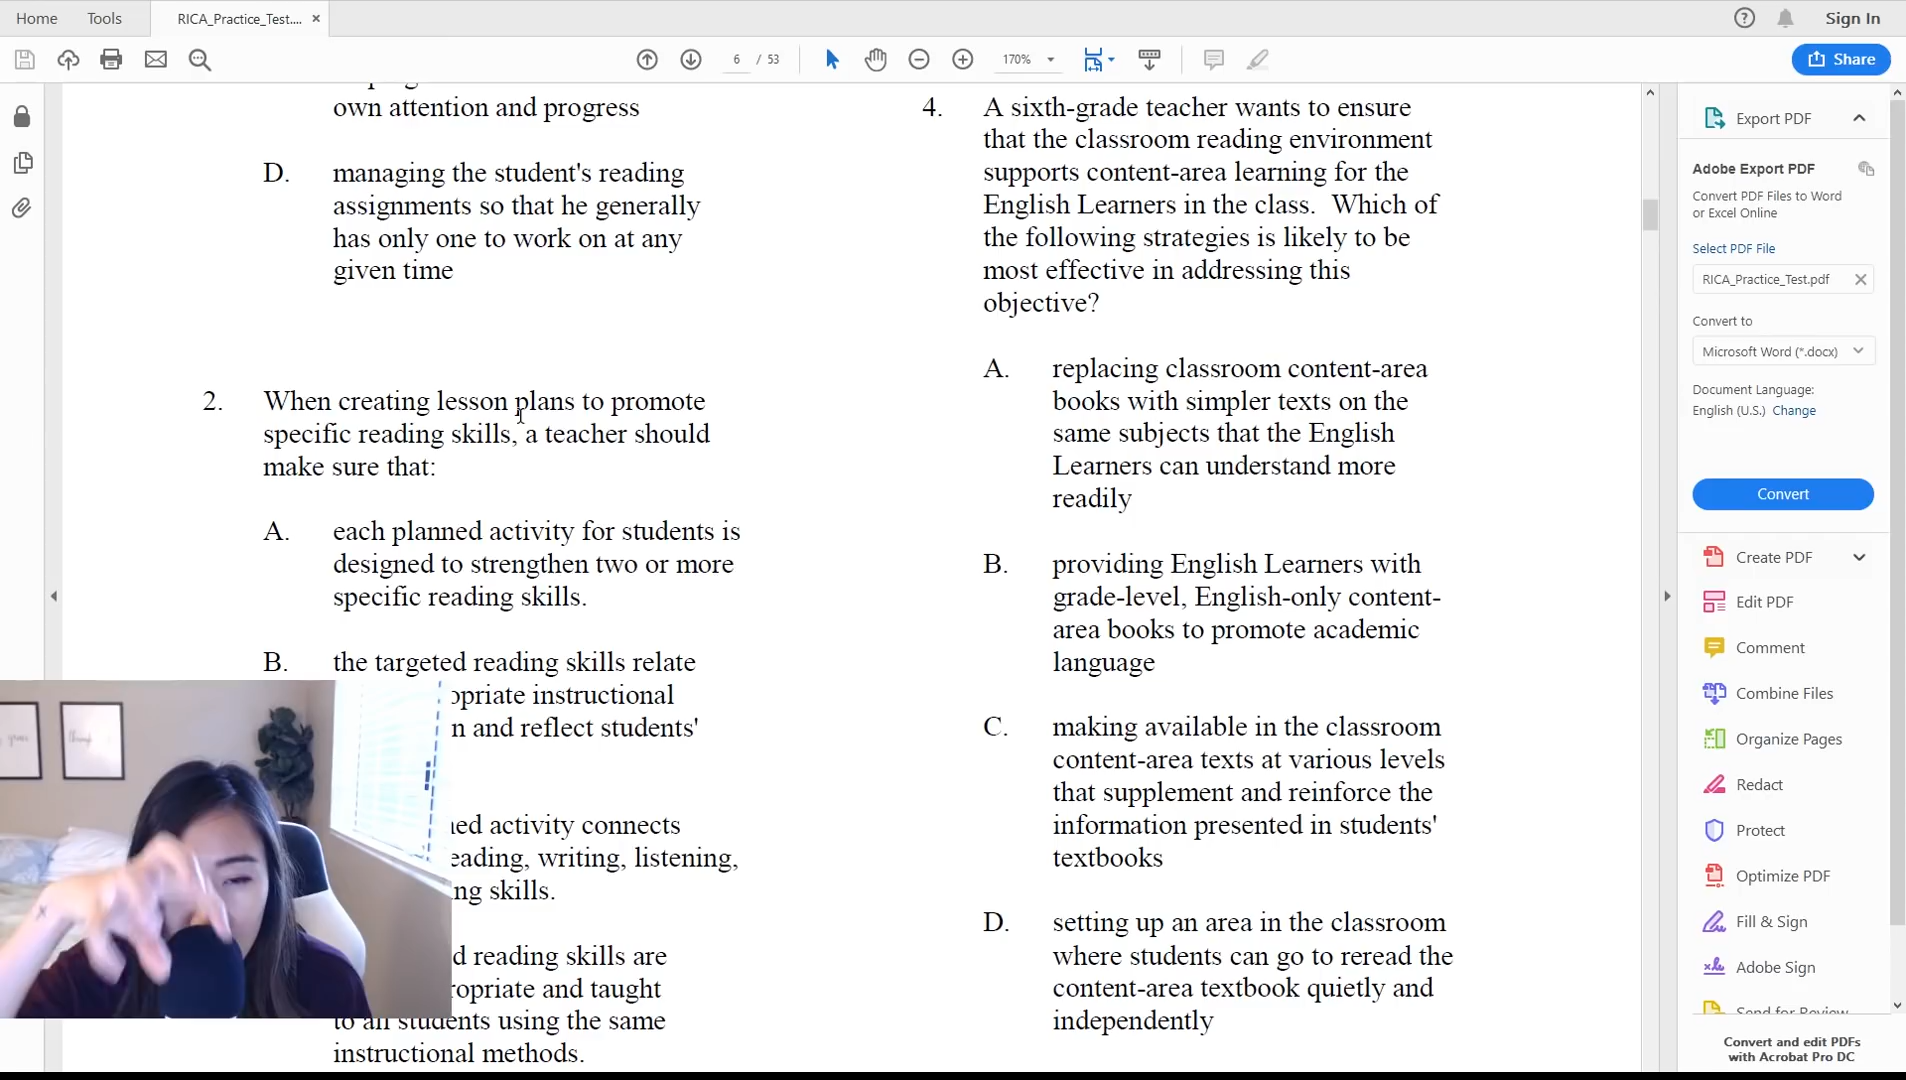 Home
Tools
RICA_Practice_Test....
Sign In
6 / 53
170%
Share
own attention and progress
D. managing the student's reading
assignments so that he generally
has only one to work on at any
given time
2. When creating lesson plans to promote
specific reading skills, a teacher should
make sure that:
A. each planned activity for students is
designed to strengthen two or more
specific reading skills.
B. the targeted reading skills relate
opriate instructional
n and reflect students'
ned activity connects
eading, writing, listening,
ng skills.
d reading skills are
ropriate and taught
to all students using the same
instructional methods.
4. A sixth-grade teacher wants to ensure
that the classroom reading environment
supports content-area learning for the
English Learners in the class. Which of
the following strategies is likely to be
most effective in addressing this
objective?
A. replacing classroom content-area
books with simpler texts on the
same subjects that the English
Learners can understand more
readily
B. providing English Learners with
grade-level, English-only content-
area books to promote academic
language
C. making available in the classroom
content-area texts at various levels
that supplement and reinforce the
information presented in students'
textbooks
D. setting up an area in the classroom
where students can go to reread the
content-area textbook quietly and
independently
Export PDF
Adobe Export PDF
Convert PDF Files to Word
or Excel Online
Select PDF File
RICA_Practice_Test.pdf
Convert to
Microsoft Word (*.docx)
Document Language:
English (U.S.) Change
Convert
Create PDF
Edit PDF
Comment
Combine Files
Organize Pages
Redact
Protect
Optimize PDF
Fill & Sign
Adobe Sign
Send for Review
Convert and edit PDFs
with Acrobat Pro DC